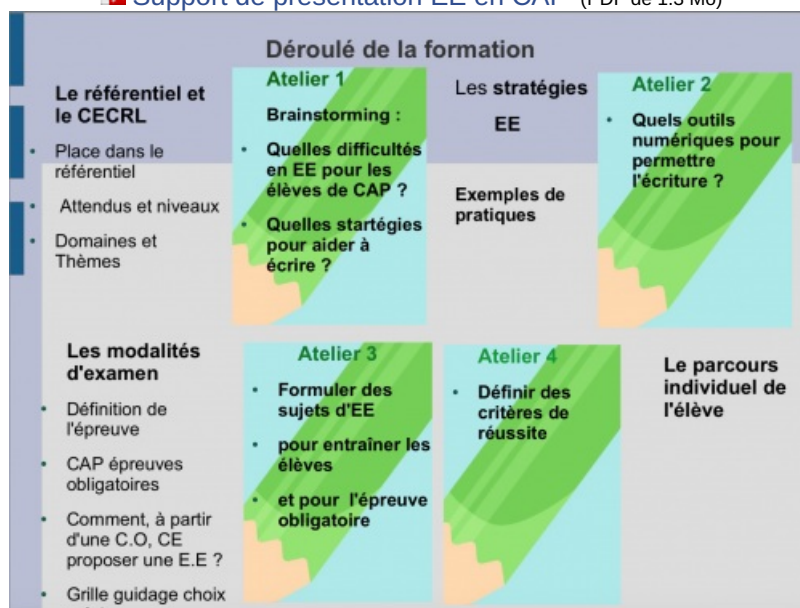 Support de présentation EE en CAP (PDF de 1.3 Mo)
Déroulé de la formation
Le référentiel et
le CECRL
• Place dans le
référentiel
• Attendus et niveaux
• Domaines et
Thèmes
Atelier 1
Brainstorming :
• Quelles difficultés
en EE pour les
élèves de CAP ?
• Quelles startégies
pour aider à
écrire ?
Les stratégies
EE
Exemples de
pratiques
Atelier 2
• Quels outils
numériques pour
permettre
l'écriture ?
Les modalités
d'examen
• Définition de
l'épreuve
• CAP épreuves
obligatoires
• Comment, à partir
d'une C.O, CE
proposer une E.E ?
• Grille guidage choix
Atelier 3
• Formuler des
sujets d'EE
• pour entraîner les
élèves
• et pour l'épreuve
obligatoire
Atelier 4
• Définir des
critères de
réussite
Le parcours
individuel de
l'élève